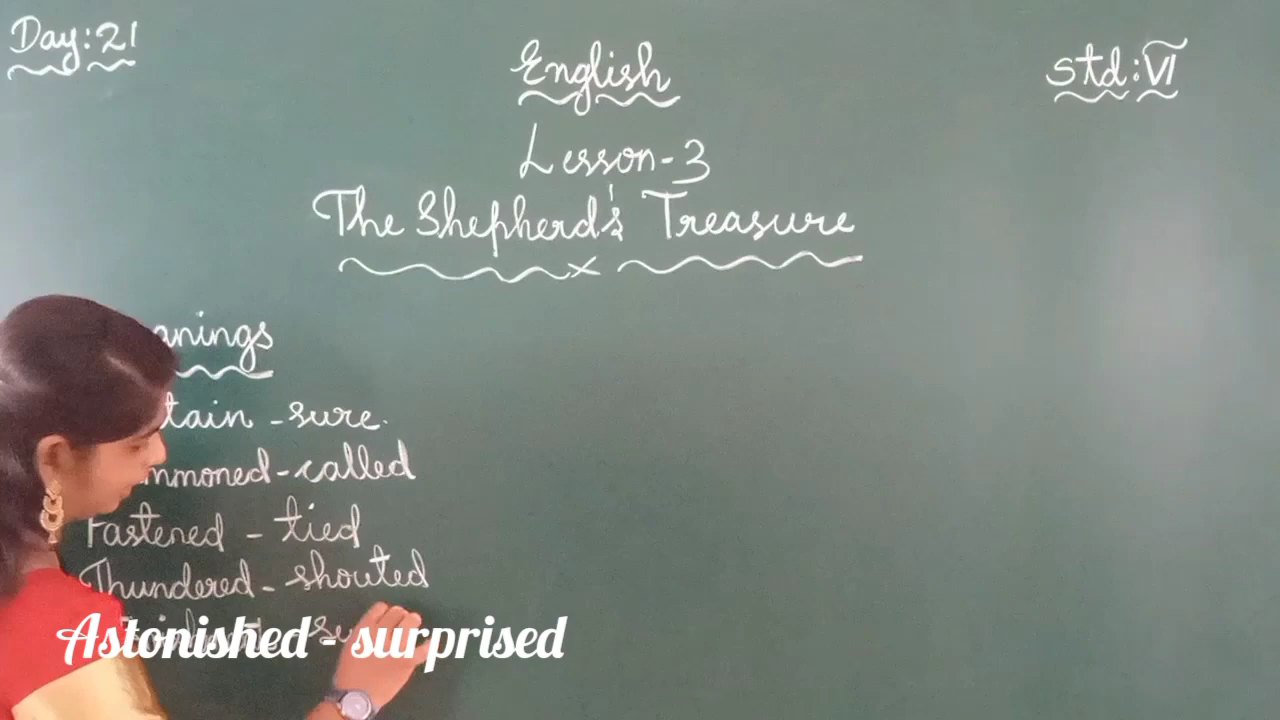 Day:21
English
std:VI
Lesson-3
The Shepherd's Treasure
anings
tain - sure.
mmoned - called
Fastened - tied
Thundered - shouted
Astonished - surprised